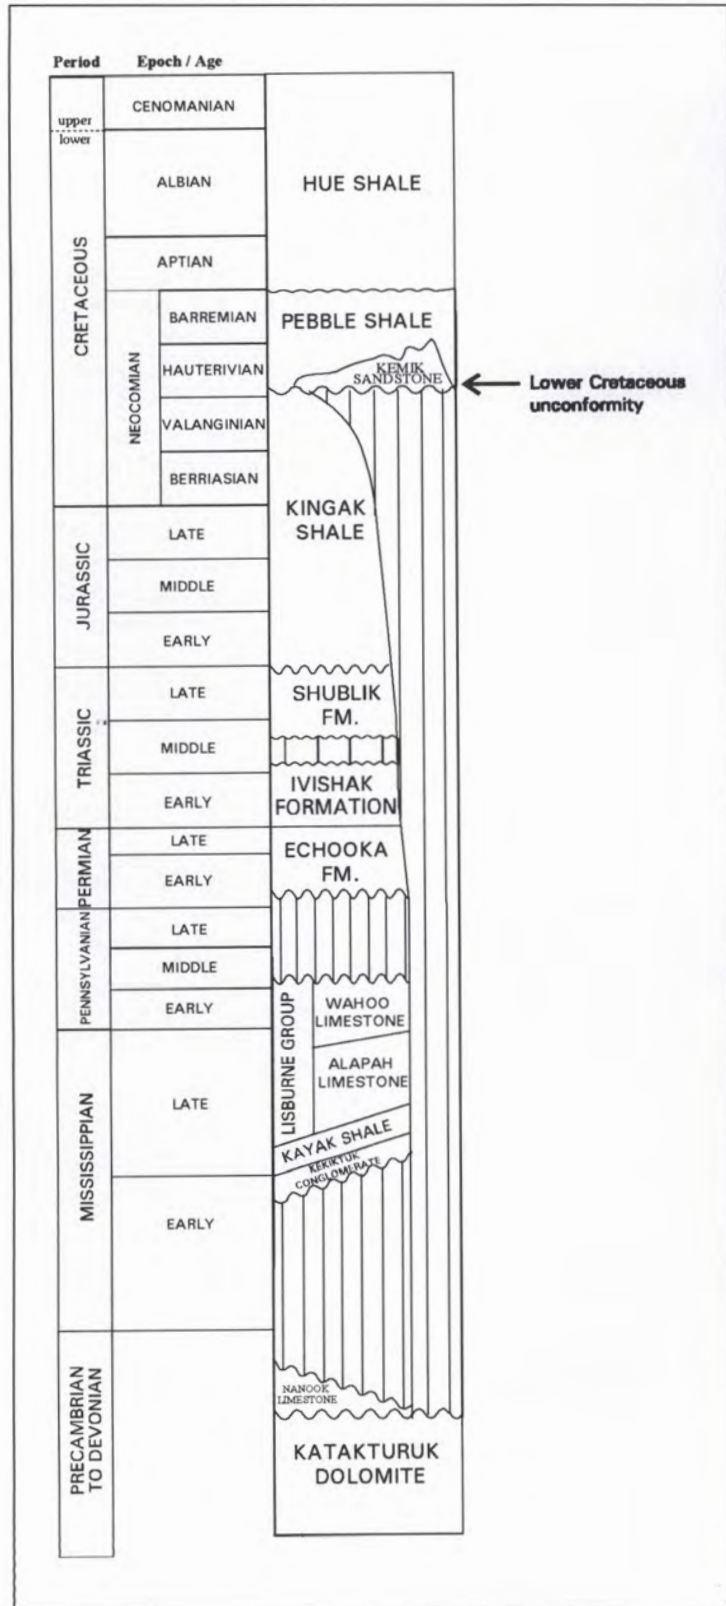 Period Epoch / Age
CENOMANIAN
upper
lower
ALBIAN
HUE SHALE
APTIAN
CRETACEOUS
NEOCOMIAN
BARREMIAN
PEBBLE SHALE
HAUTERIVIAN
KEMIK
SANDSTONE
Lower Cretaceous
unconformity
VALANGINIAN
BERRIASIAN
KINGAK
SHALE
JURASSIC
LATE
MIDDLE
EARLY
TRIASSIC
LATE
SHUBLIK
FM.
MIDDLE
EARLY
IVISHAK
FORMATION
PERMIAN
LATE
EARLY
ECHOOKA
FM.
PENNSYLVANIAN
LATE
MIDDLE
EARLY
LISBURNE GROUP
WAHOO
LIMESTONE
ALAPAH
LIMESTONE
MISSISSIPPIAN
LATE
KAYAK SHALE
KEKIKTUK
CONGLOMERATE
EARLY
PRECAMBRIAN
TO DEVONIAN
NANOOK
LIMESTONE
KATAKTURUK
DOLOMITE